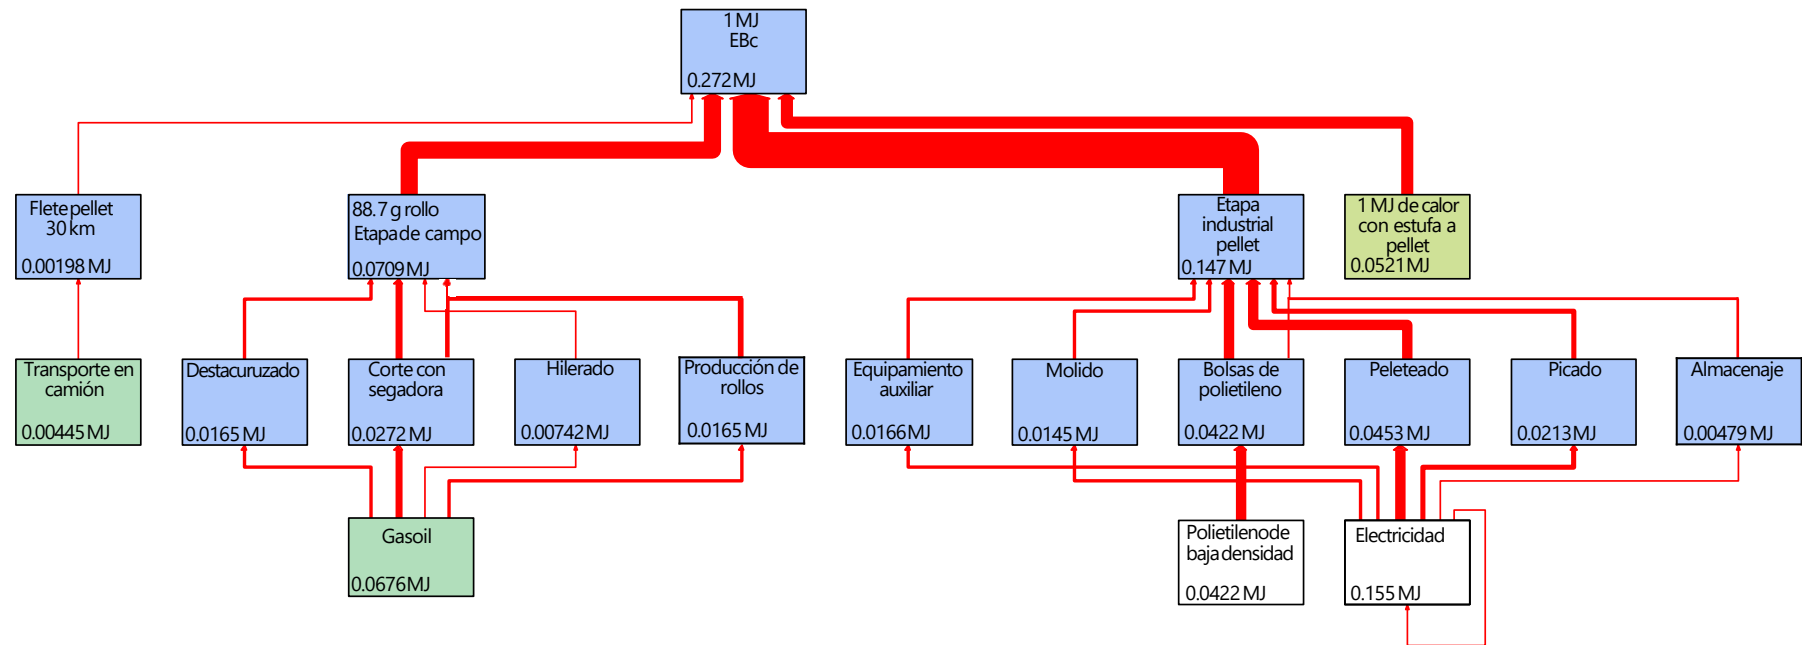 1 MJ
EBc
0.272 MJ
Flete pellet
30 km
0.00198 MJ
88.7 g rollo
Etapa de campo
0.0709 MJ
Etapa
industrial
pellet
0.147 MJ
1 MJ de calor
con estufa a
pellet
0.0521 MJ
Transporte en
camión
0.00445 MJ
Destacuruzado
0.0165 MJ
Corte con
segadora
0.0272 MJ
Hilerado
0.00742 MJ
Producción de
rollos
0.0165 MJ
Equipamiento
auxiliar
0.0166 MJ
Molido
0.0145 MJ
Bolsas de
polietileno
0.0422 MJ
Peleteado
0.0453 MJ
Picado
0.0213 MJ
Almacenaje
0.00479 MJ
Gasoil
0.0676 MJ
Polietileno de
baja densidad
0.0422 MJ
Electricidad
0.155 MJ